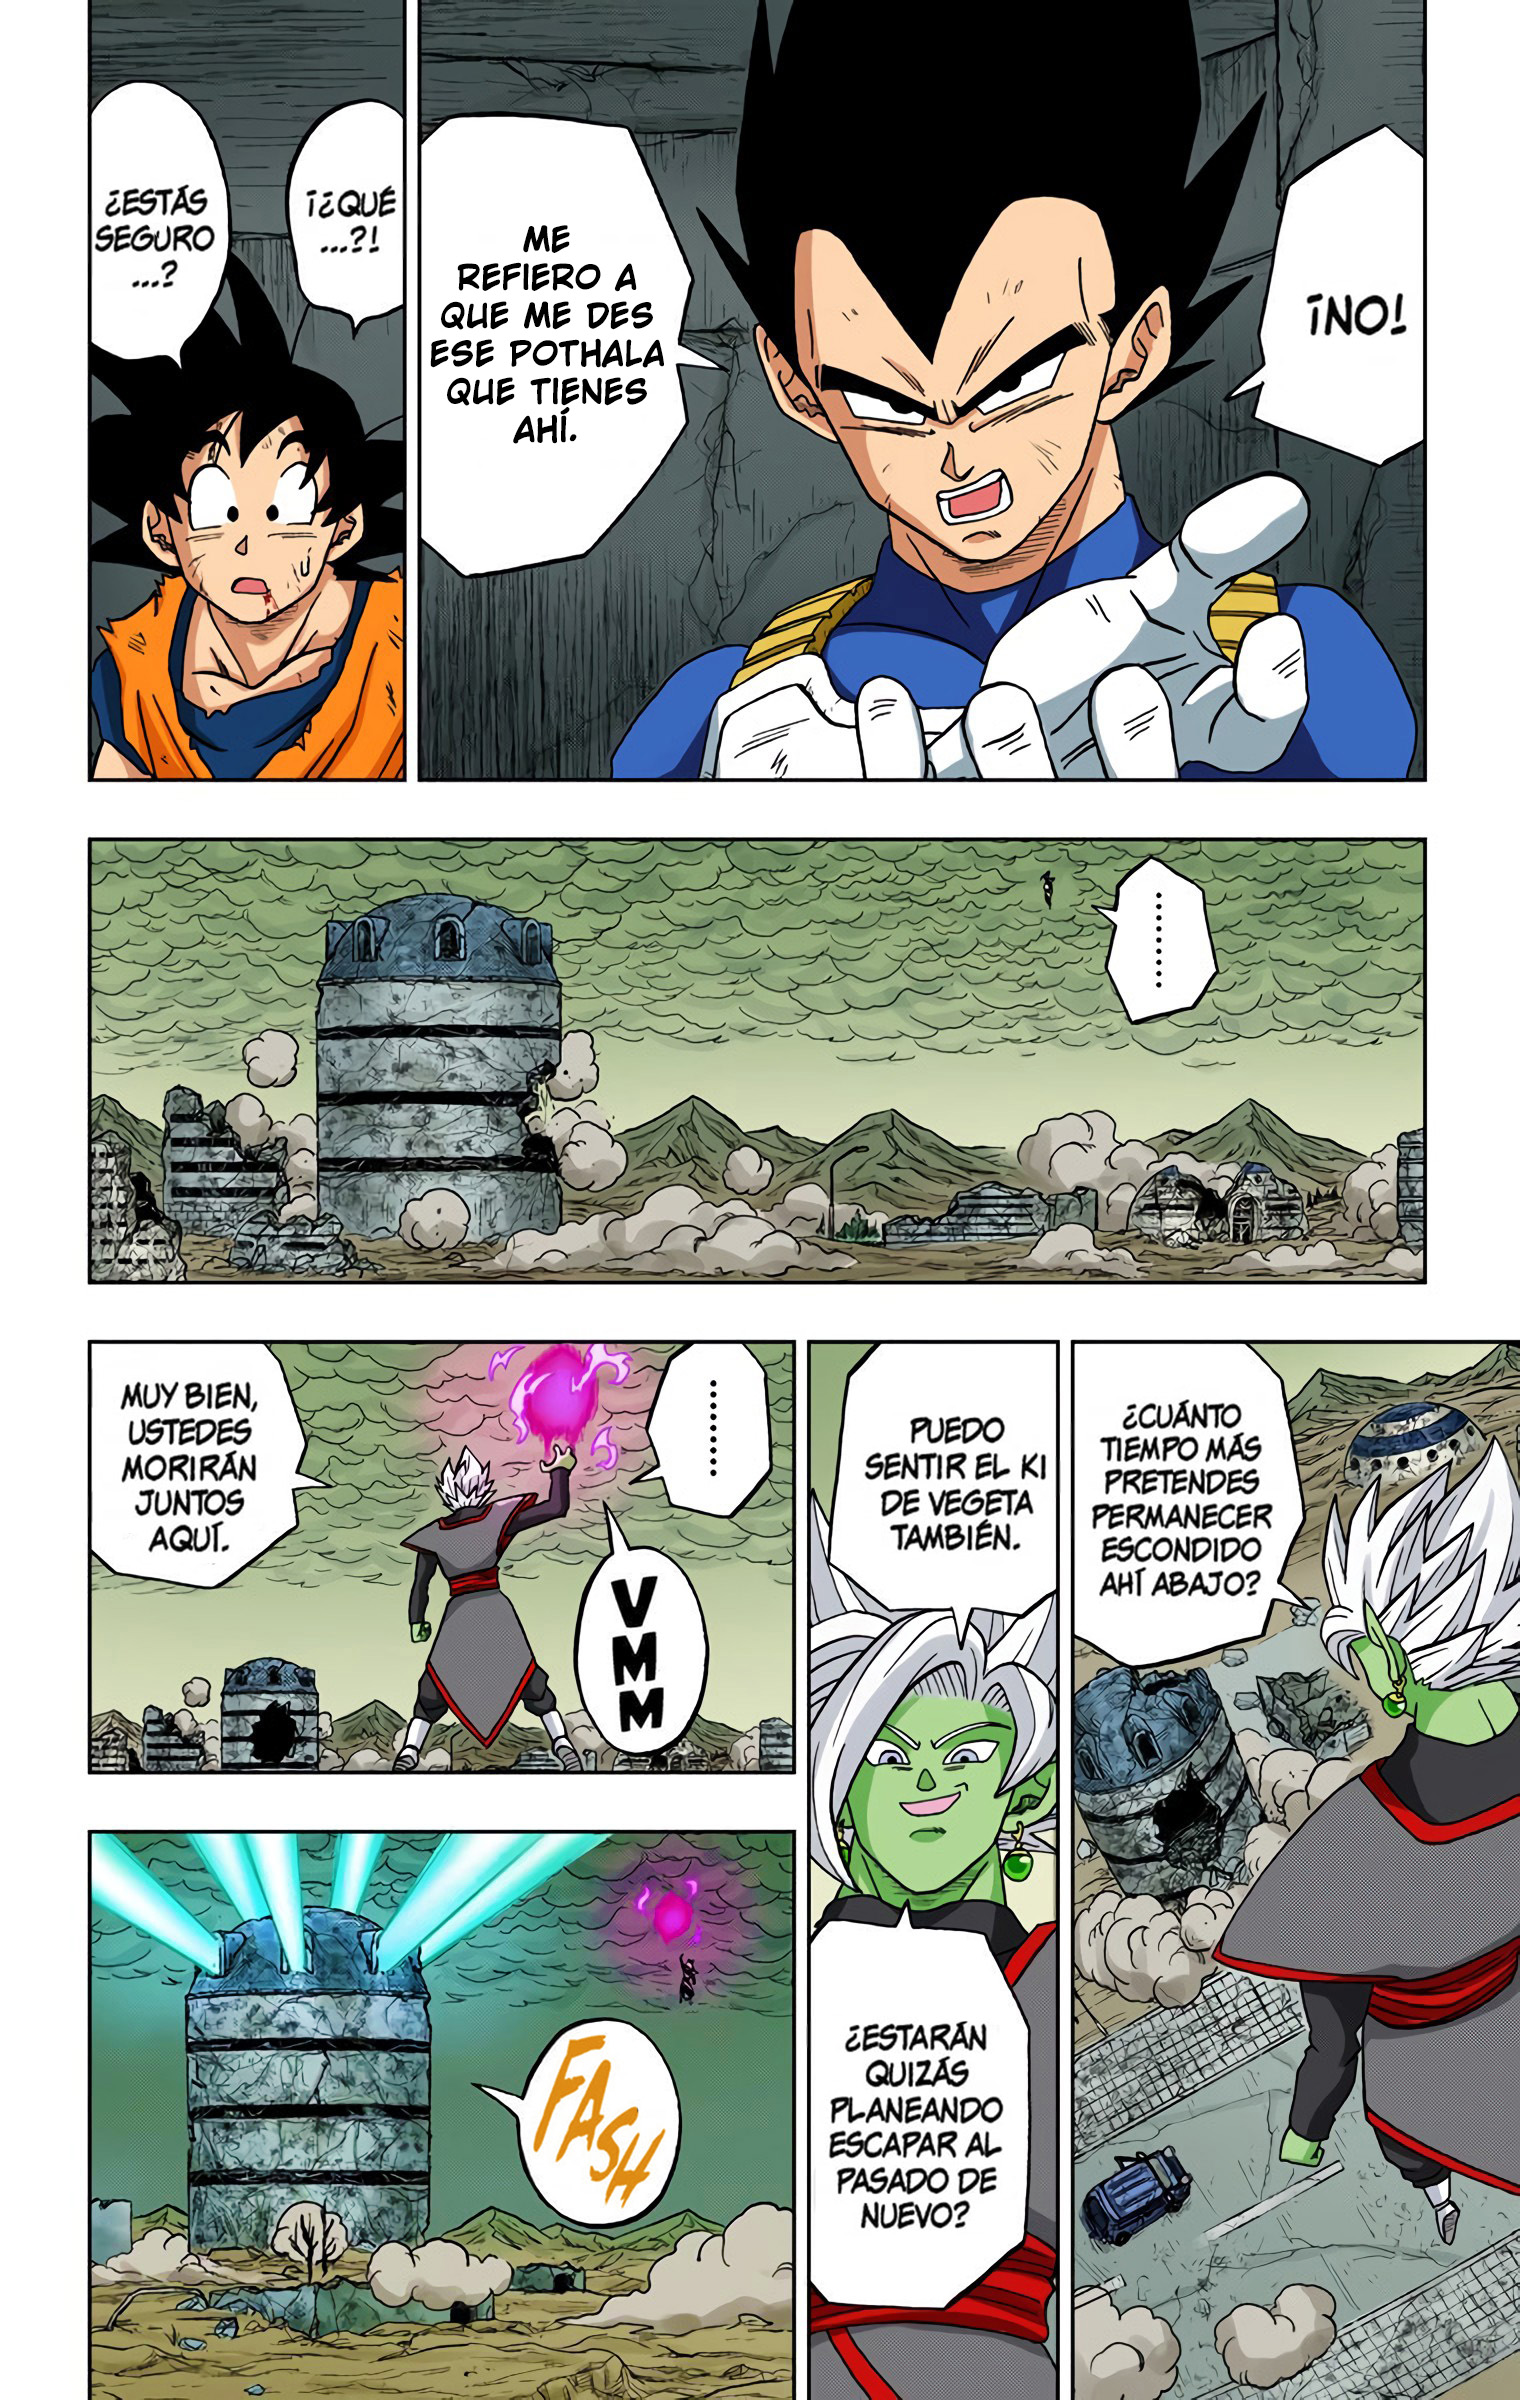 ¡NO!
ME
REFIERO A
QUE ME DES
ESE POTHALA
QUE TIENES
AHÍ.
¡¿QUÉ
...?!
¿ESTÁS
SEGURO
...?
........
¿CUÁNTO
TIEMPO MÁS
PRETENDES
PERMANECER
ESCONDIDO
AHÍ ABAJO?
PUEDO
SENTIR EL KI
DE VEGETA
TAMBIÉN.
¿ESTARÁN
QUIZÁS
PLANEANDO
ESCAPAR AL
PASADO DE
NUEVO?
........
VMM
MUY BIEN,
USTEDES
MORIRÁN
JUNTOS
AQUÍ.
FASH